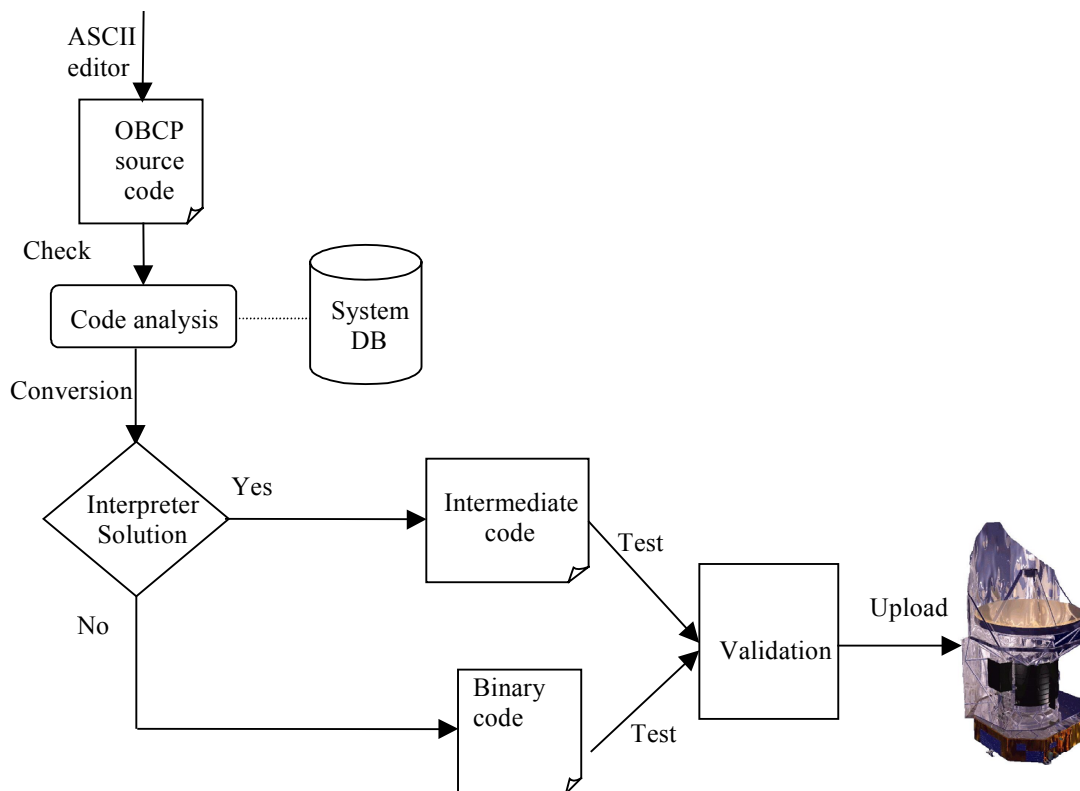 ASCII
editor
OBCP
source
code
Check
Code analysis
System
DB
Conversion
Interpreter
Solution
Yes
No
Intermediate
code
Test
Binary
code
Test
Validation
Upload